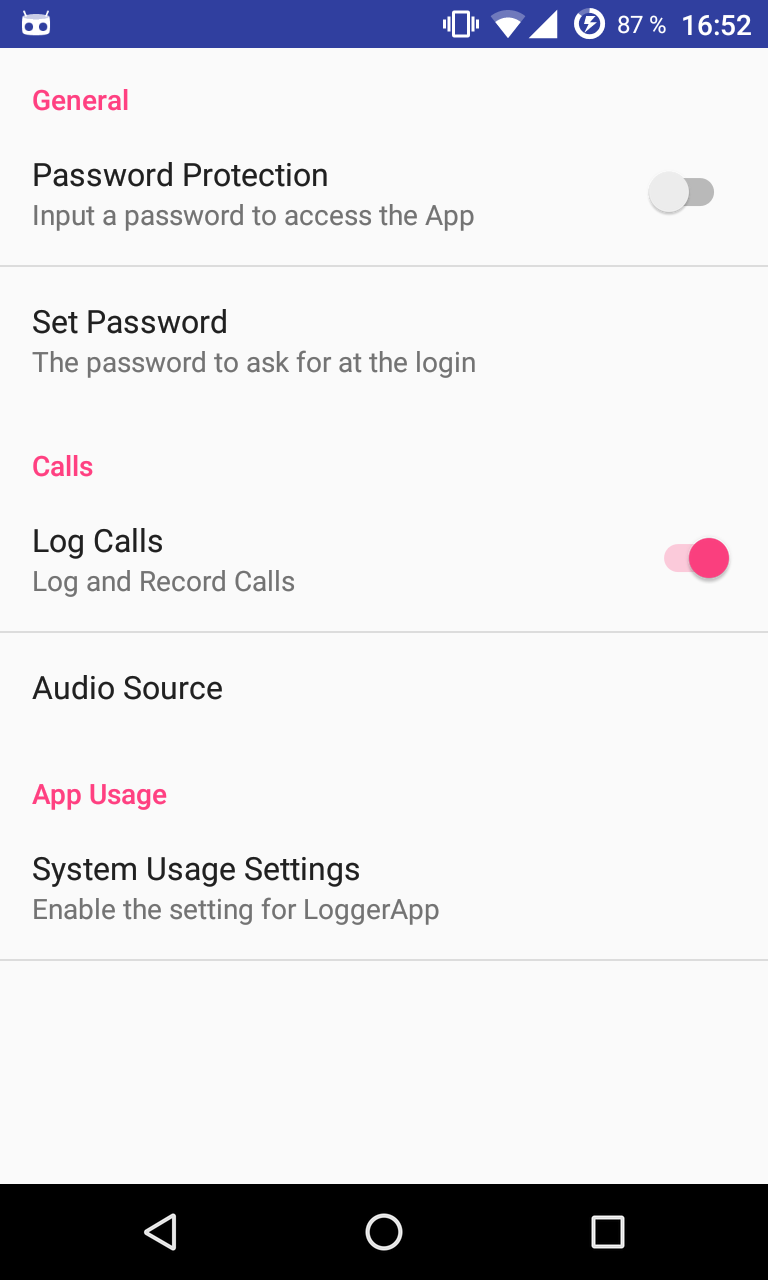 87 % 16:52
General
Password Protection
Input a password to access the App
Set Password
The password to ask for at the login
Calls
Log Calls
Log and Record Calls
Audio Source
App Usage
System Usage Settings
Enable the setting for LoggerApp